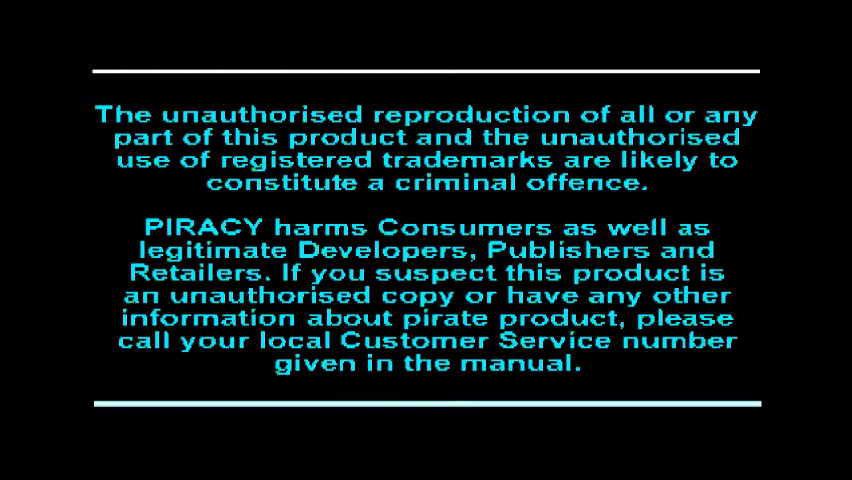 The unauthorised reproduction of all or any
part of this product and the unauthorised
use of registered trademarks are likely to
constitute a criminal offence.
PIRACY harms Consumers as well as
legitimate Developers, Publishers and
Retailers. If you suspect this product is
an unauthorised copy or have any other
information about pirate product, please
call your local Customer Service number
given in the manual.